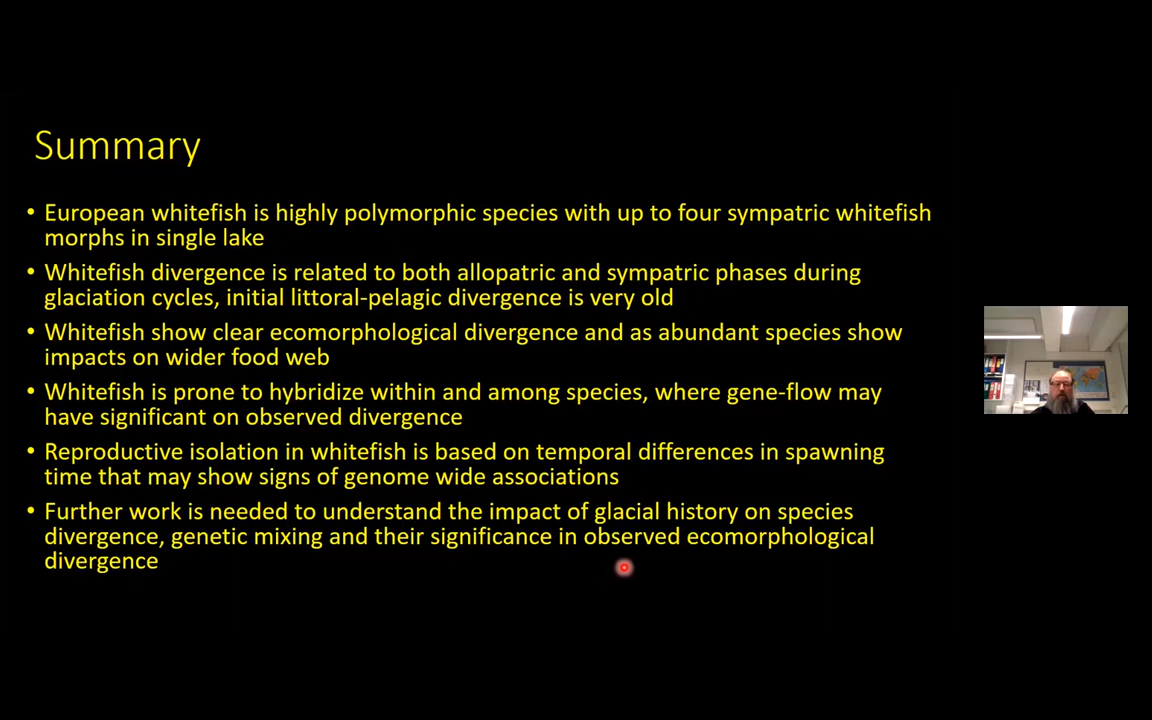 Summary
• European whitefish is highly polymorphic species with up to four sympatric whitefish
morphs in single lake
• Whitefish divergence is related to both allopatric and sympatric phases during
glaciation cycles, initial littoral-pelagic divergence is very old
• Whitefish show clear ecomorphological divergence and as abundant species show
impacts on wider food web
• Whitefish is prone to hybridize within and among species, where gene-flow may
have significant on observed divergence
• Reproductive isolation in whitefish is based on temporal differences in spawning
time that may show signs of genome wide associations
• Further work is needed to understand the impact of glacial history on species
divergence, genetic mixing and their significance in observed ecomorphological
divergence